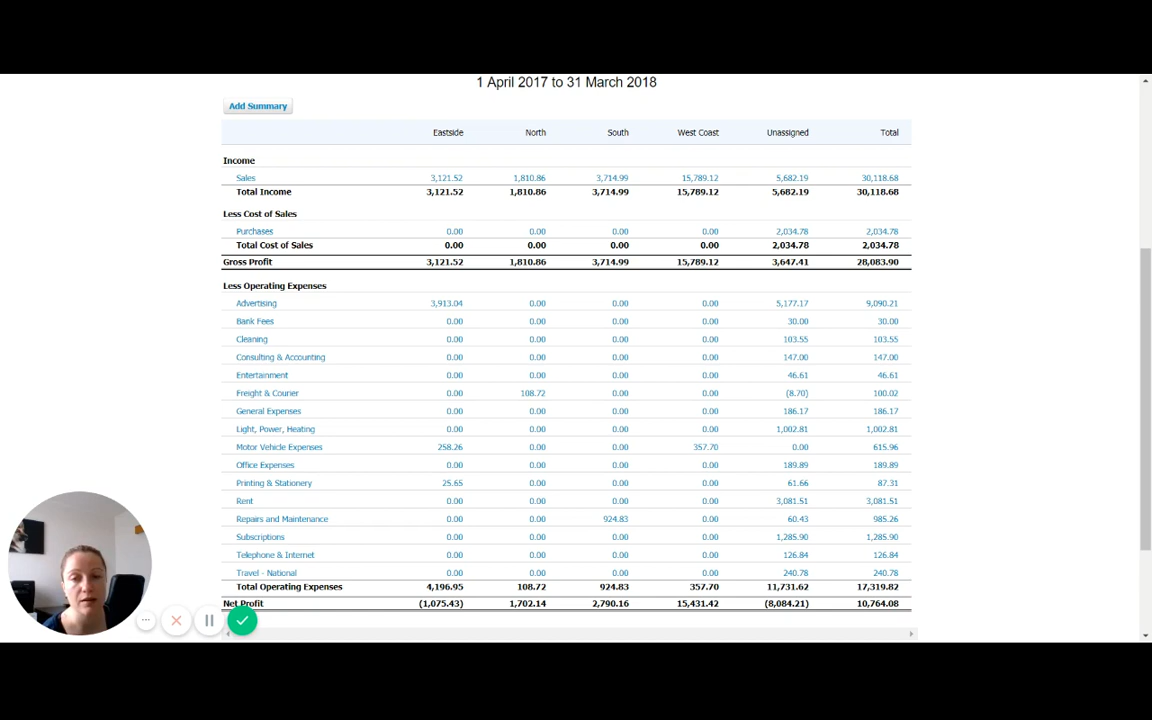 1 April 2017 to 31 March 2018
Add Summary
Eastside North South West Coast Unassigned Total
Income
Sales 3,121.52 1,810.86 3,714.99 15,789.12 5,682.19 30,118.68
Total Income 3,121.52 1,810.86 3,714.99 15,789.12 5,682.19 30,118.68
Less Cost of Sales
Purchases 0.00 0.00 0.00 0.00 2,034.78 2,034.78
Total Cost of Sales 0.00 0.00 0.00 0.00 2,034.78 2,034.78
Gross Profit 3,121.52 1,810.86 3,714.99 15,789.12 3,647.41 28,083.90
Less Operating Expenses
Advertising 3,913.04 0.00 0.00 0.00 5,177.17 9,090.21
Bank Fees 0.00 0.00 0.00 0.00 30.00 30.00
Cleaning 0.00 0.00 0.00 0.00 103.55 103.55
Consulting & Accounting 0.00 0.00 0.00 0.00 147.00 147.00
Entertainment 0.00 0.00 0.00 0.00 46.61 46.61
Freight & Courier 0.00 108.72 0.00 0.00 (8.70) 100.02
General Expenses 0.00 0.00 0.00 0.00 186.17 186.17
Light, Power, Heating 0.00 0.00 0.00 0.00 1,002.81 1,002.81
Motor Vehicle Expenses 258.26 0.00 0.00 357.70 0.00 615.96
Office Expenses 0.00 0.00 0.00 0.00 189.89 189.89
Printing & Stationery 25.65 0.00 0.00 0.00 61.66 87.31
Rent 0.00 0.00 0.00 0.00 3,081.51 3,081.51
Repairs and Maintenance 0.00 0.00 924.83 0.00 60.43 985.26
Subscriptions 0.00 0.00 0.00 0.00 1,285.90 1,285.90
Telephone & Internet 0.00 0.00 0.00 0.00 126.84 126.84
Travel - National 0.00 0.00 0.00 0.00 240.78 240.78
Total Operating Expenses 4,196.95 108.72 924.83 357.70 11,731.62 17,319.82
Net Profit (1,075.43) 1,702.14 2,790.16 15,431.42 (8,084.21) 10,764.08